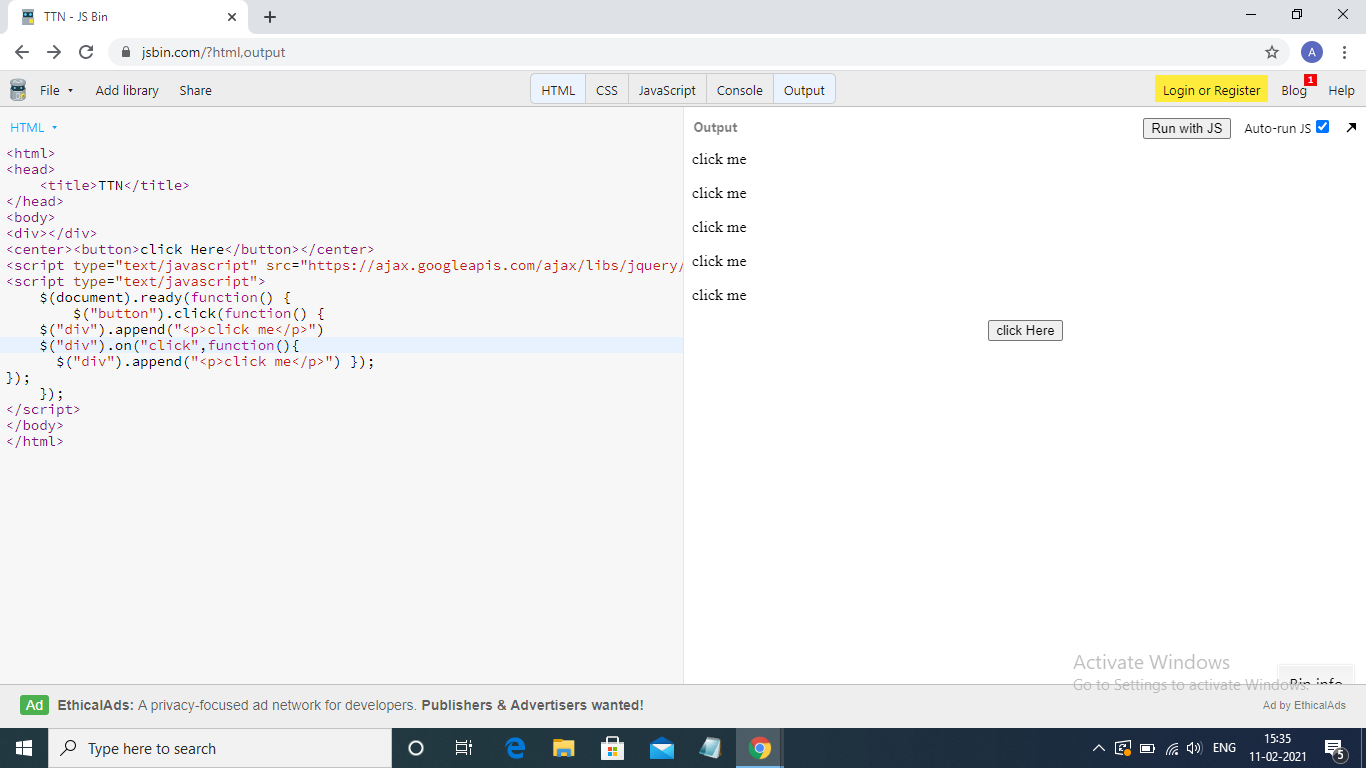 TTN - JS Bin
jsbin.com/?html,output
A
File Add library Share HTML CSS JavaScript Console Output Login or Register Blog 1 Help
HTML
<html>
<head>
    <title>TTN</title>
</head>
<body>
<div></div>
<center><button>click Here</button></center>
<script type="text/javascript" src="https://ajax.googleapis.com/ajax/libs/jquery/
<script type="text/javascript">
    $(document).ready(function() {
        $("button").click(function() {
    $("div").append("<p>click me</p>")
    $("div").on("click",function(){
      $("div").append("<p>click me</p>") });
});
    });
</script>
</body>
</html>
Output Run with JS Auto-run JS
click me
click me
click me
click me
click me
click Here
Activate Windows
Go to Settings to activate Windows.
Bin info
Ad EthicalAds: A privacy-focused ad network for developers. Publishers & Advertisers wanted! Ad by EthicalAds
Type here to search
ENG
15:35
11-02-2021
5